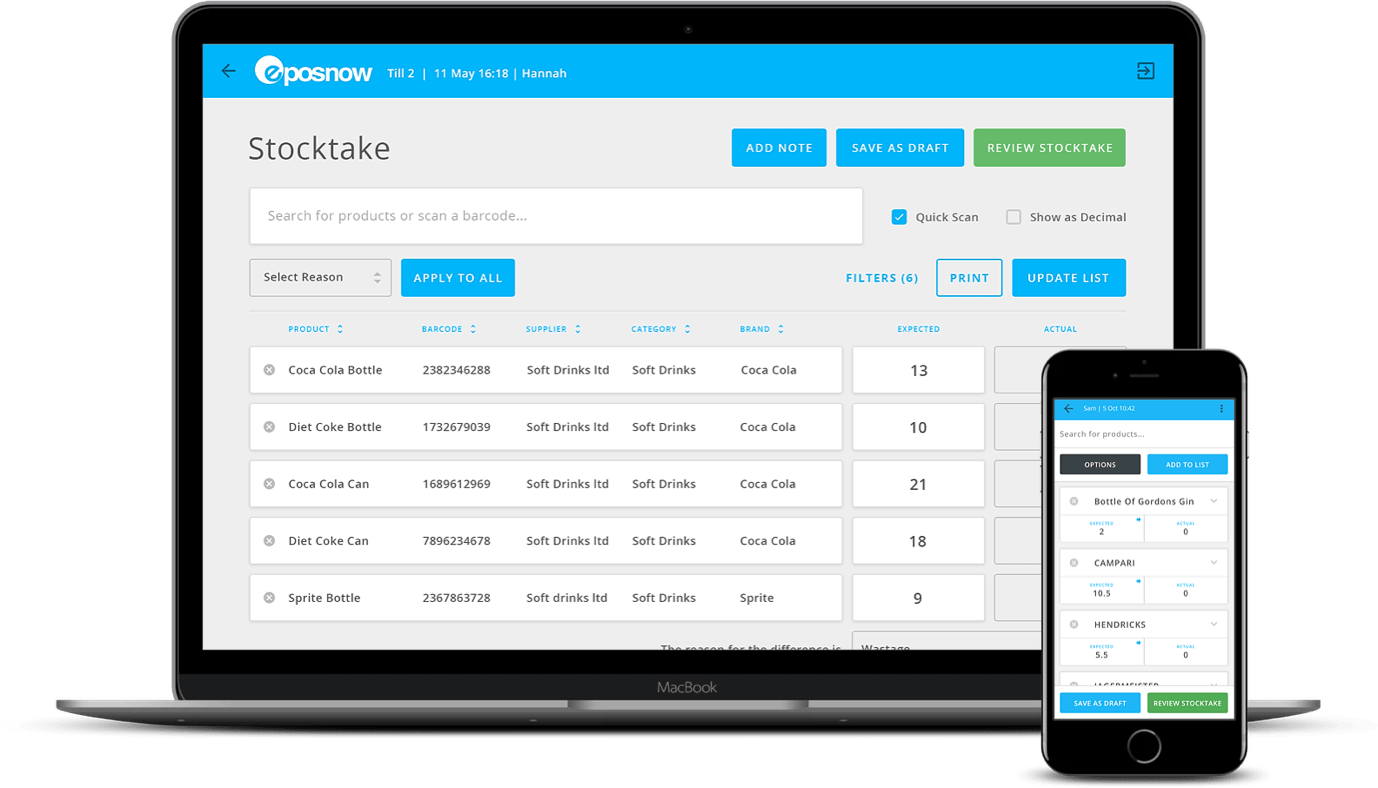 eposnow Till 2 | 11 May 16:18 | Hannah
Stocktake
ADD NOTE SAVE AS DRAFT REVIEW STOCKTAKE
Search for products or scan a barcode...
Quick Scan Show as Decimal
Select Reason APPLY TO ALL FILTERS (6) PRINT UPDATE LIST
PRODUCT BARCODE SUPPLIER CATEGORY BRAND EXPECTED ACTUAL
Coca Cola Bottle 2382346288 Soft Drinks ltd Soft Drinks Coca Cola 13
Diet Coke Bottle 1732679039 Soft Drinks ltd Soft Drinks Coca Cola 10
Coca Cola Can 1689612969 Soft Drinks ltd Soft Drinks Coca Cola 21
Diet Coke Can 7896234678 Soft Drinks ltd Soft Drinks Coca Cola 18
Sprite Bottle 2367863728 Soft drinks ltd Soft Drinks Sprite 9
The reason for the difference is Wastage
MacBook
Sam | 5 Oct 10:42
Search for products...
OPTIONS ADD TO LIST
Bottle Of Gordons Gin
EXPECTED ACTUAL
2 0
CAMPARI
EXPECTED ACTUAL
10.5 0
HENDRICKS
EXPECTED ACTUAL
5.5 0
JAGERMEISTER
SAVE AS DRAFT REVIEW STOCKTAKE